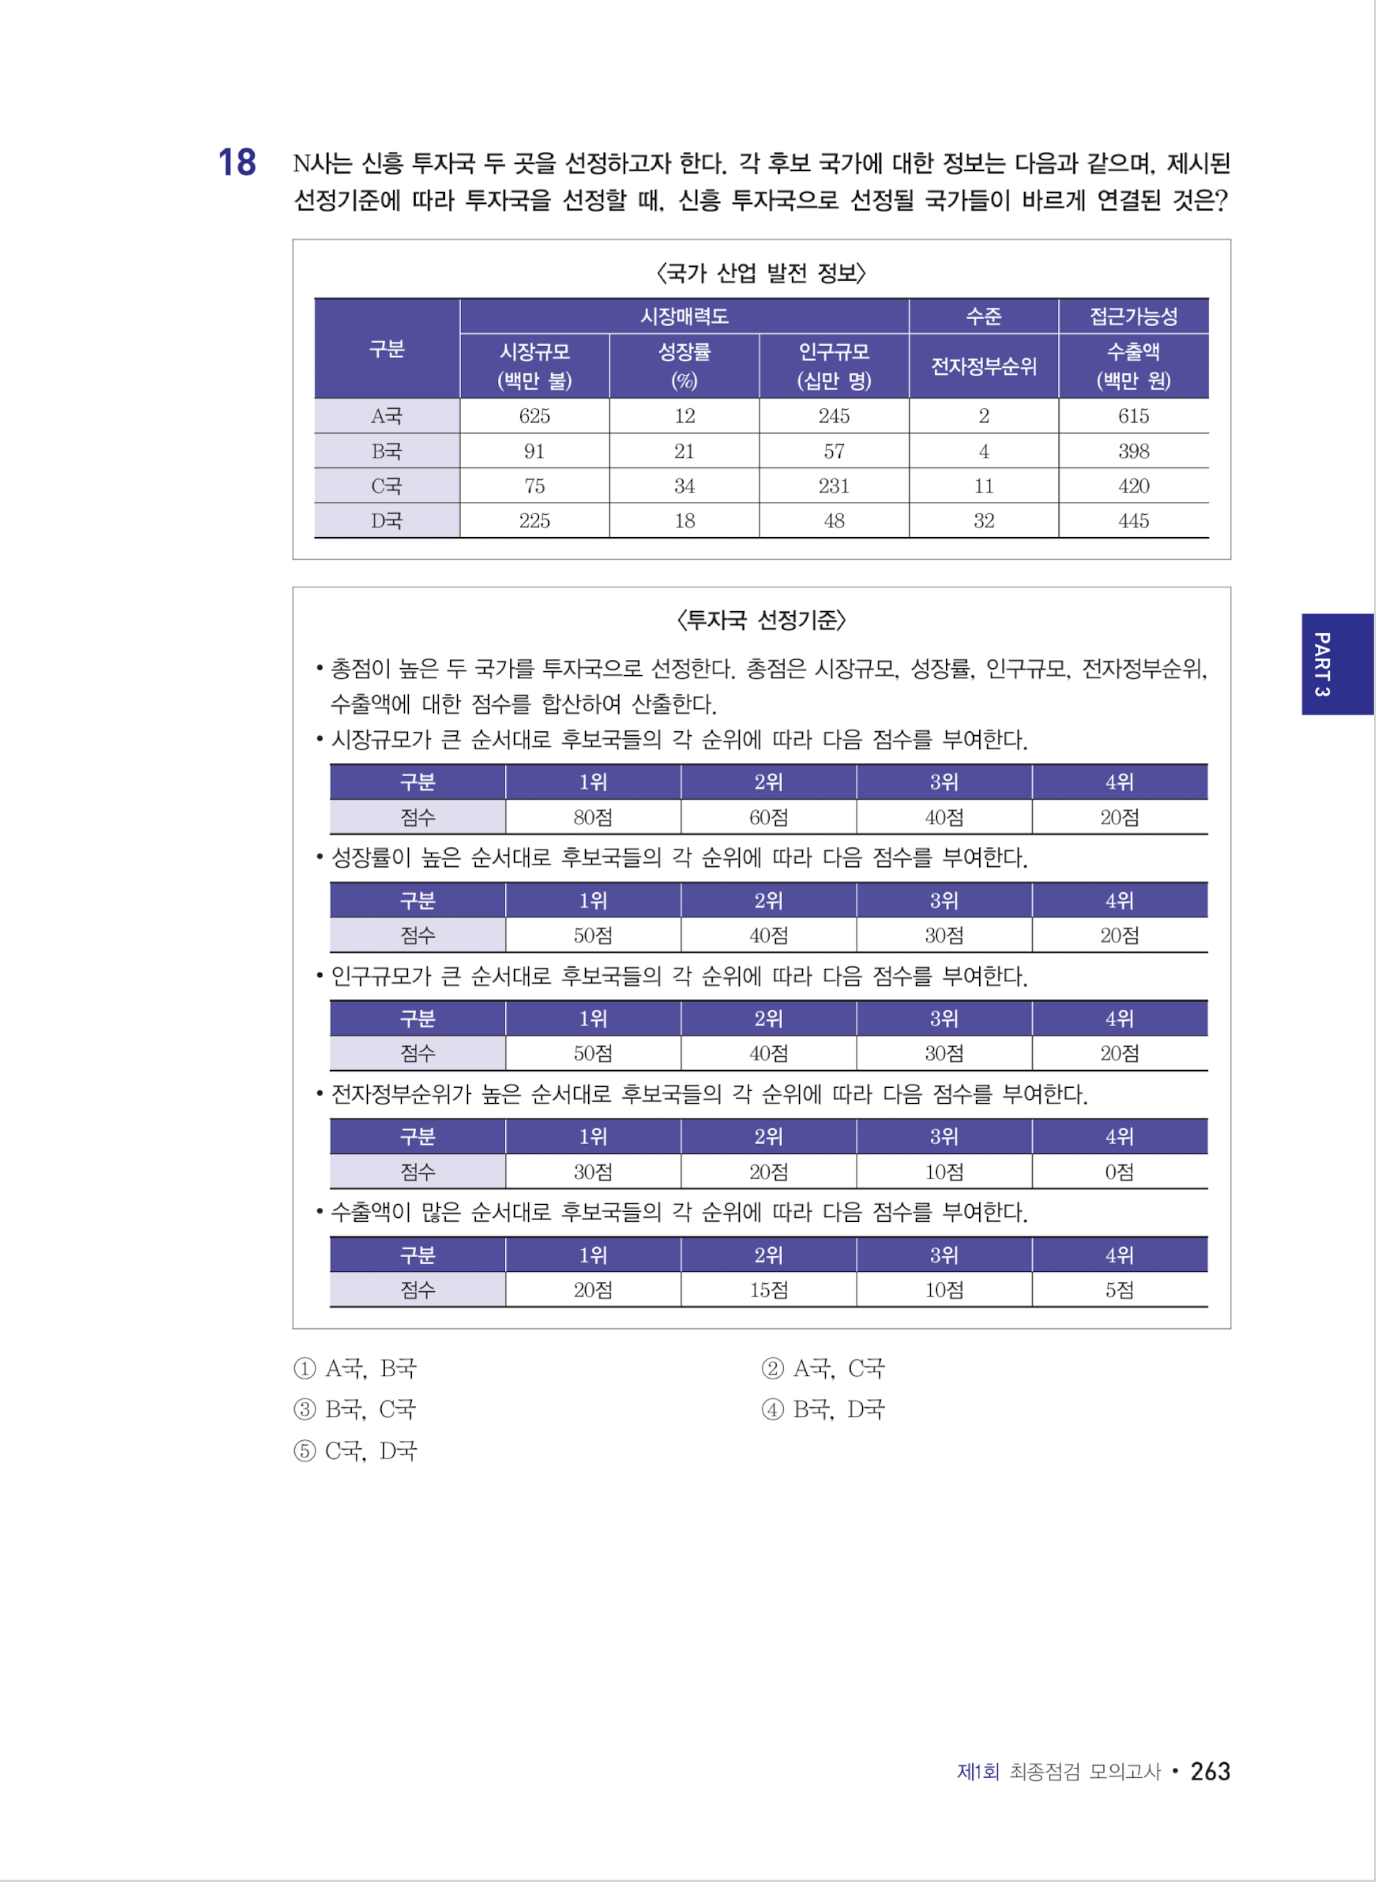 18 N사는 신흥 투자국 두 곳을 선정하고자 한다. 각 후보 국가에 대한 정보는 다음과 같으며, 제시된
선정기준에 따라 투자국을 선정할 때, 신흥 투자국으로 선정될 국가들이 바르게 연결된 것은?
〈국가 산업 발전 정보〉
구분 시장매력도 수준 접근가능성
시장규모 (백만 불) 성장률 (%) 인구규모 (십만 명) 전자정부순위 수출액 (백만 원)
A국 625 12 245 2 615
B국 91 21 57 4 398
C국 75 34 231 11 420
D국 225 18 48 32 445
〈투자국 선정기준〉
• 총점이 높은 두 국가를 투자국으로 선정한다. 총점은 시장규모, 성장률, 인구규모, 전자정부순위,
수출액에 대한 점수를 합산하여 산출한다.
• 시장규모가 큰 순서대로 후보국들의 각 순위에 따라 다음 점수를 부여한다.
구분 1위 2위 3위 4위
점수 80점 60점 40점 20점
• 성장률이 높은 순서대로 후보국들의 각 순위에 따라 다음 점수를 부여한다.
구분 1위 2위 3위 4위
점수 50점 40점 30점 20점
• 인구규모가 큰 순서대로 후보국들의 각 순위에 따라 다음 점수를 부여한다.
구분 1위 2위 3위 4위
점수 50점 40점 30점 20점
• 전자정부순위가 높은 순서대로 후보국들의 각 순위에 따라 다음 점수를 부여한다.
구분 1위 2위 3위 4위
점수 30점 20점 10점 0점
• 수출액이 많은 순서대로 후보국들의 각 순위에 따라 다음 점수를 부여한다.
구분 1위 2위 3위 4위
점수 20점 15점 10점 5점
① A국, B국 ② A국, C국
③ B국, C국 ④ B국, D국
⑤ C국, D국
PART 3
제1회 최종점검 모의고사 • 263